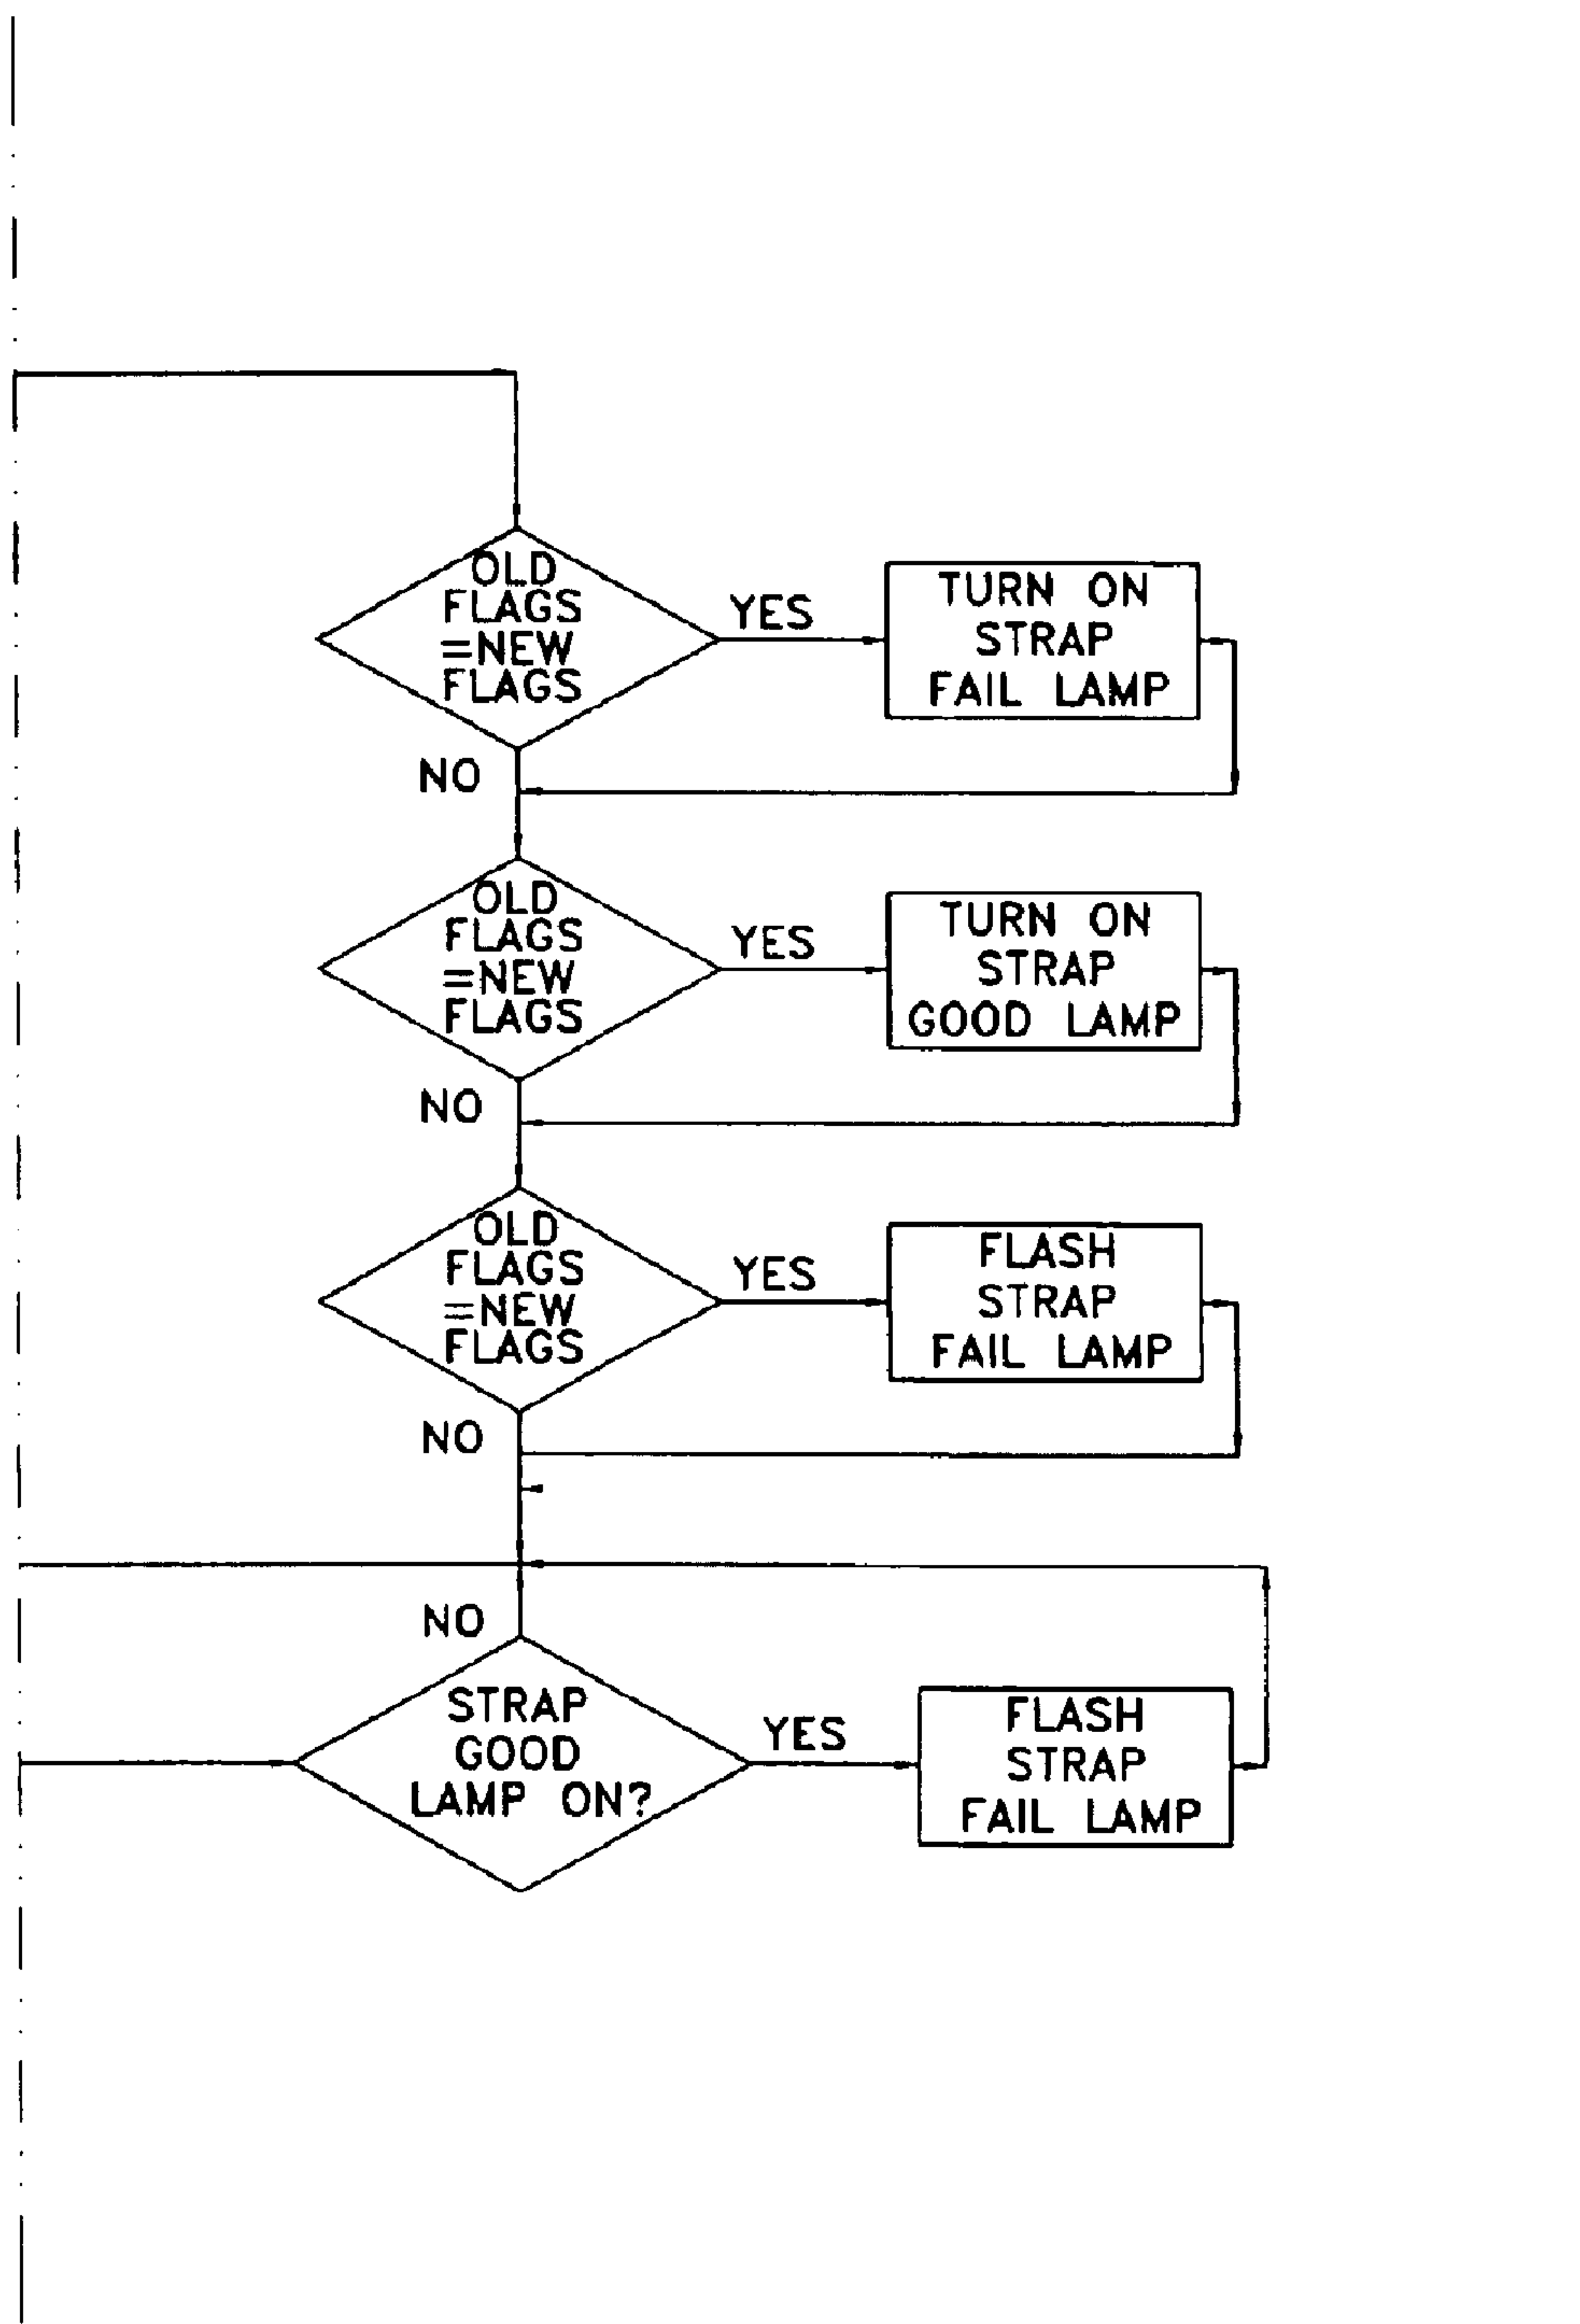 OLD
FLAGS
=NEW
FLAGS
YES
TURN ON
STRAP
FAIL LAMP
NO
OLD
FLAGS
=NEW
FLAGS
YES
TURN ON
STRAP
GOOD LAMP
NO
OLD
FLAGS
=NEW
FLAGS
YES
FLASH
STRAP
FAIL LAMP
NO
NO
STRAP
GOOD
LAMP ON?
YES
FLASH
STRAP
FAIL LAMP